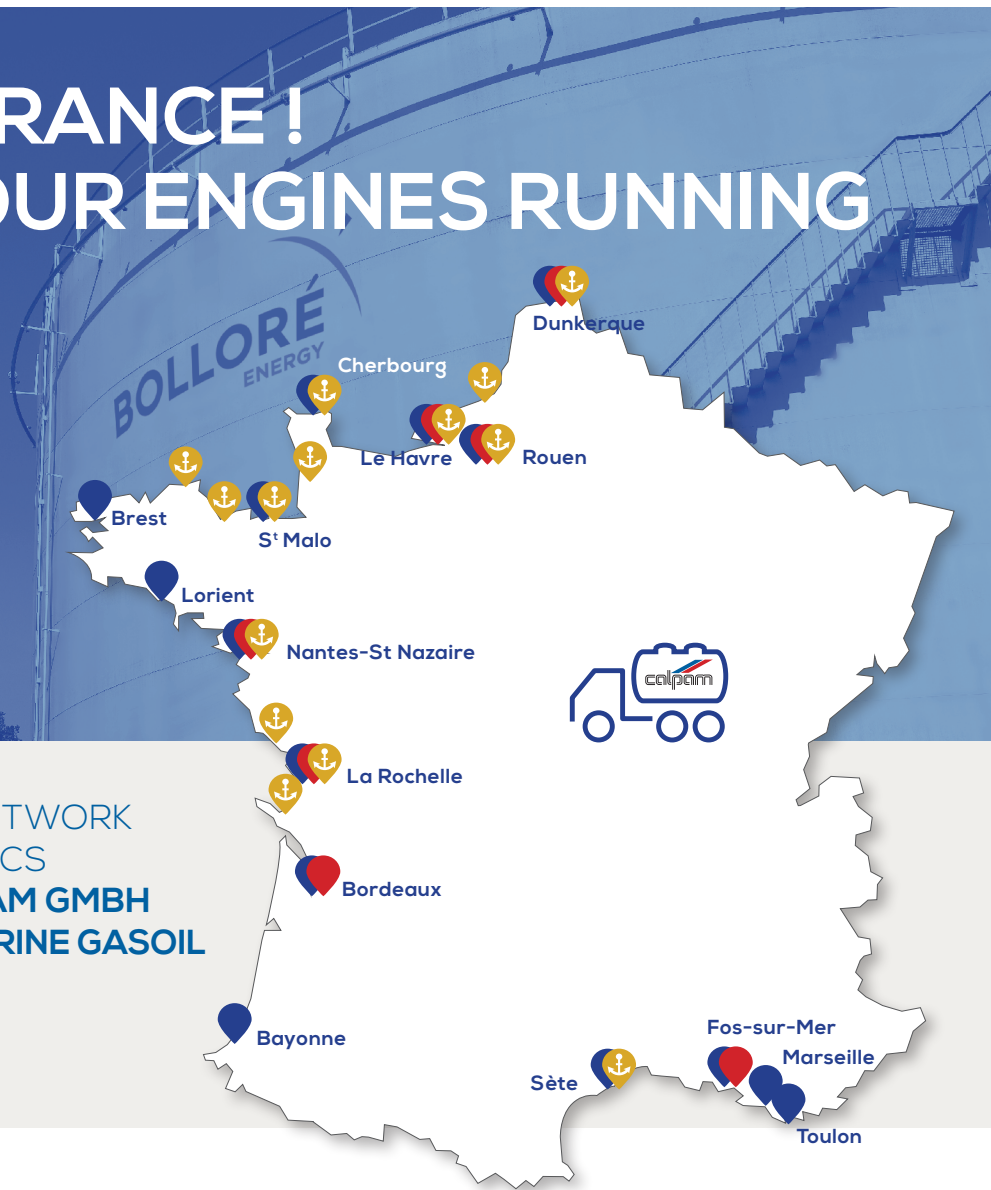 RANCE !
OUR ENGINES RUNNING
BOLLORÉ
ENERGY
Dunkerque
Cherbourg
Le Havre
Rouen
Brest
Sᵗ Malo
Lorient
Nantes-St Nazaire
calpam
La Rochelle
TWORK
CS
AM GMBH
RINE GASOIL
Bordeaux
Bayonne
Fos-sur-Mer
Marseille
Sète
Toulon